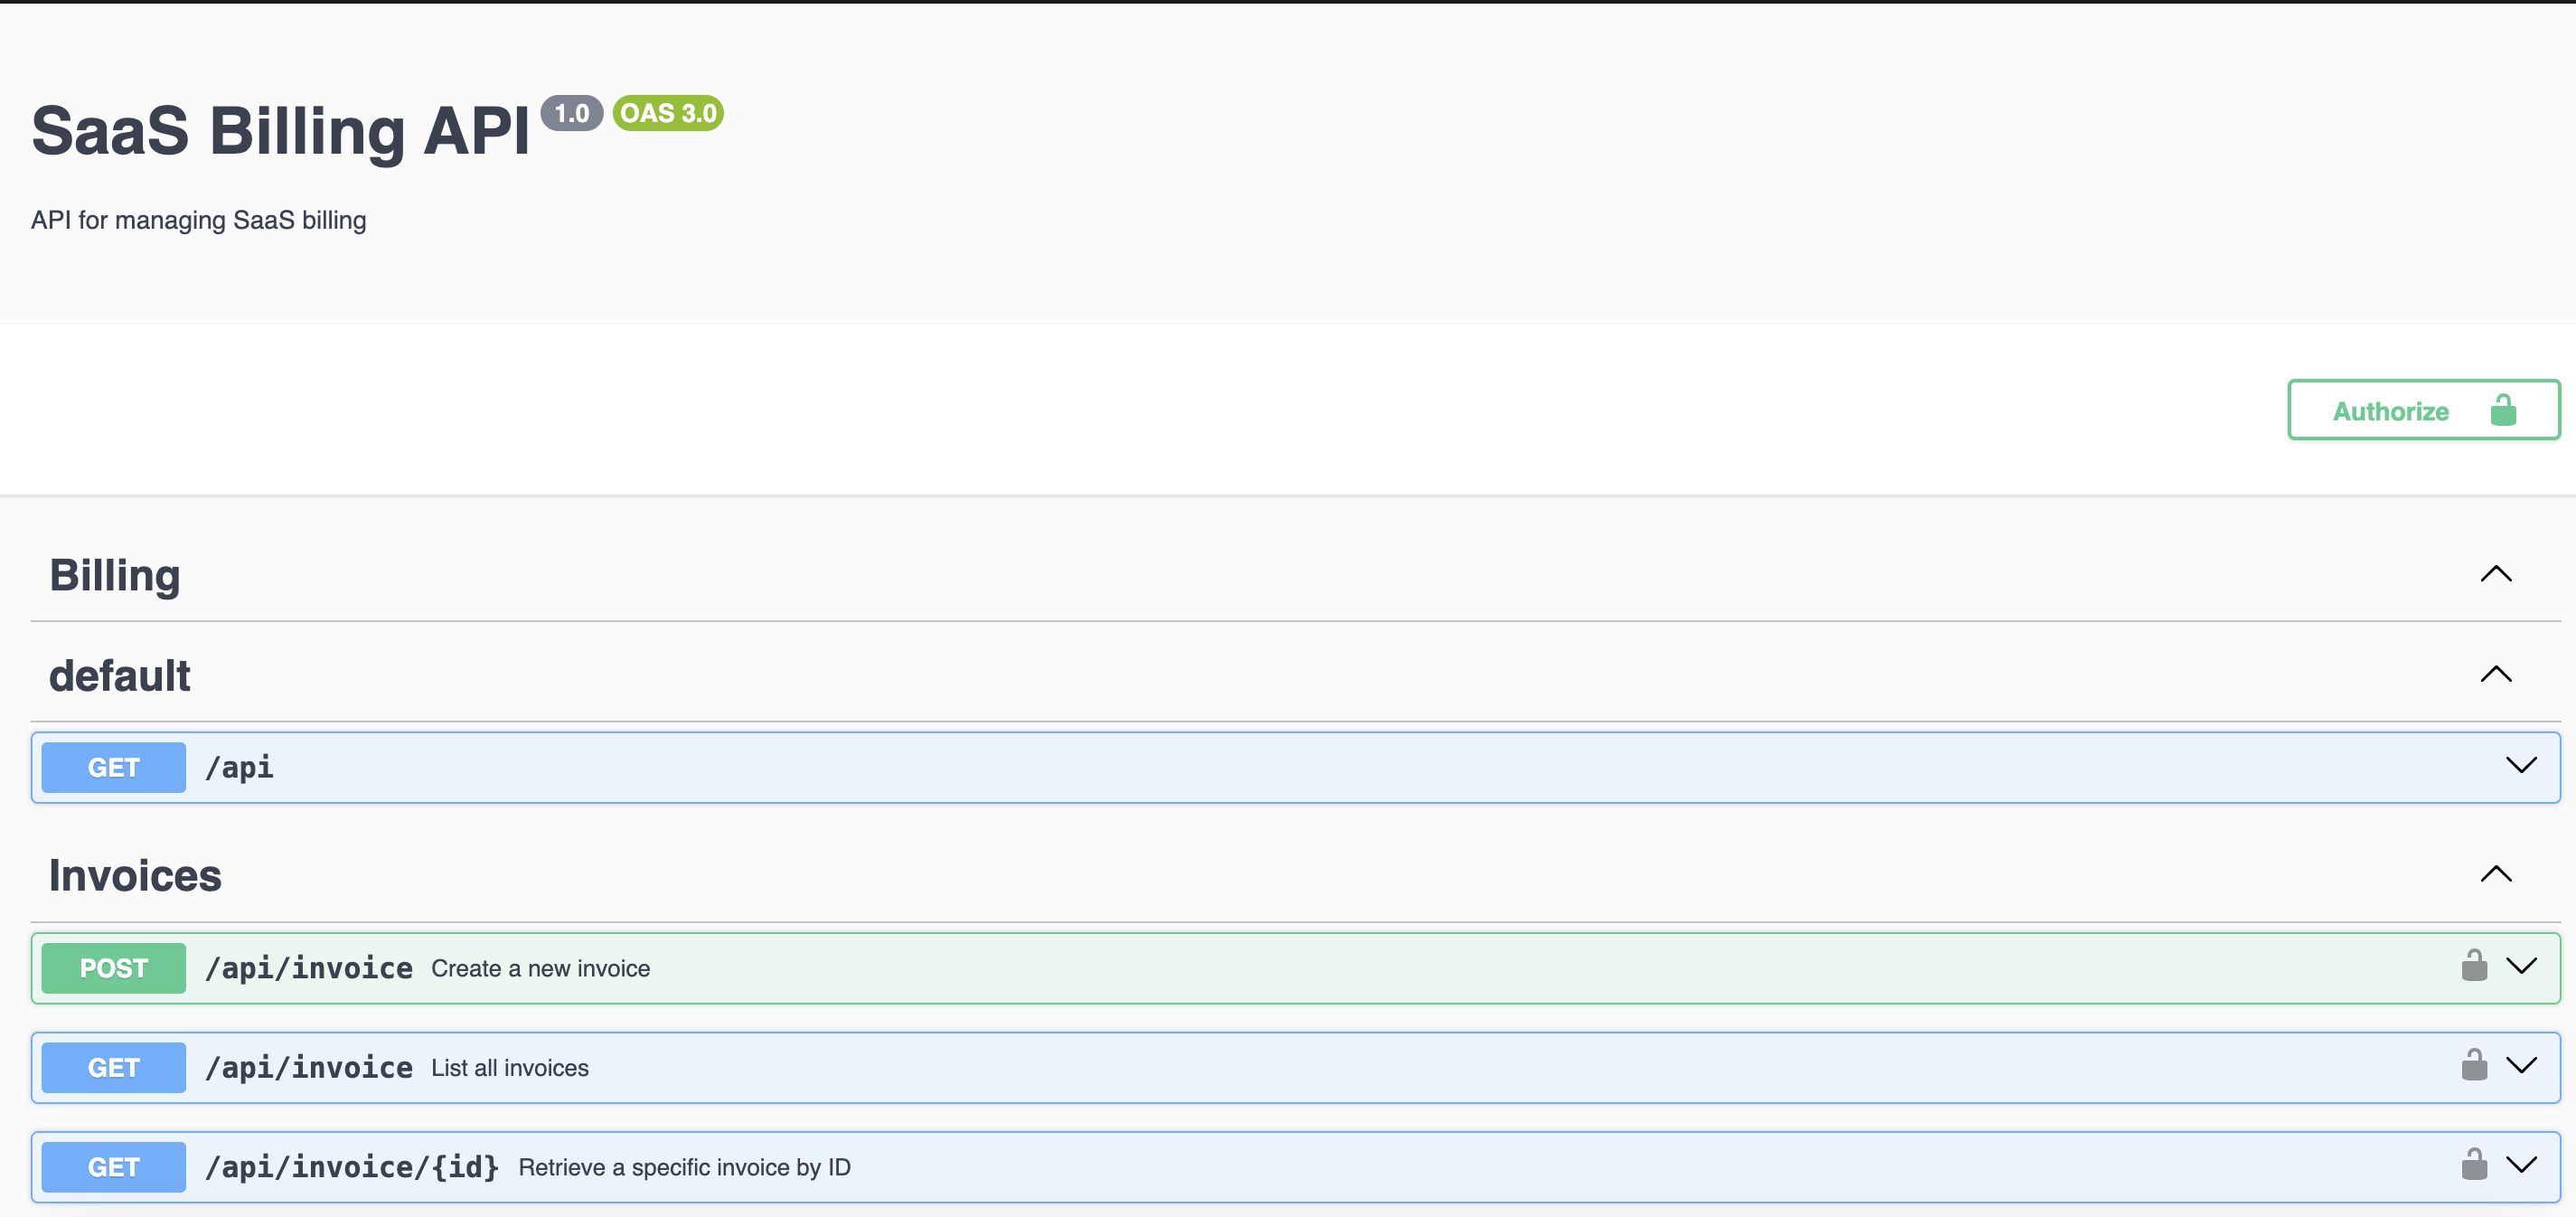 SaaS Billing API 1.0 OAS 3.0
API for managing SaaS billing
Authorize
Billing
default
GET /api
Invoices
POST /api/invoice Create a new invoice
GET /api/invoice List all invoices
GET /api/invoice/{id} Retrieve a specific invoice by ID